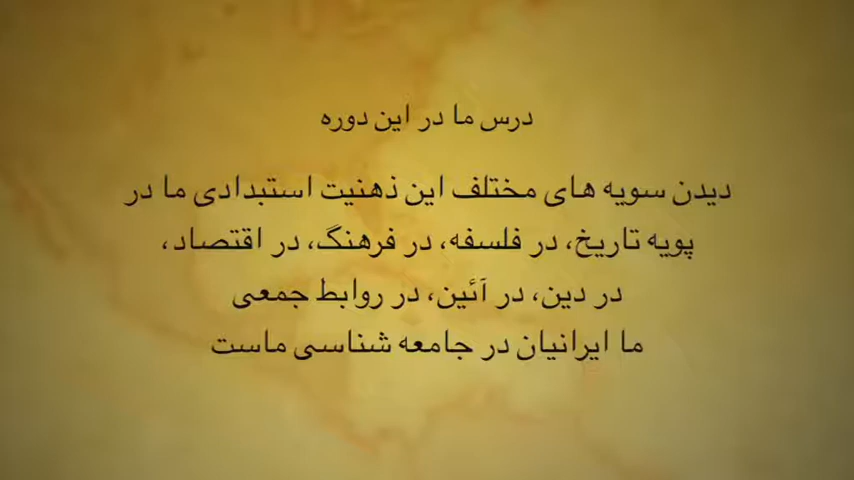 درس ما در این دوره
دیدن سویه های مختلف این ذهنیت استبدادی ما در
پویه تاریخ، در فلسفه، در فرهنگ، در اقتصاد،
در دین، در آئین، در روابط جمعی
ما ایرانیان در جامعه شناسی ماست